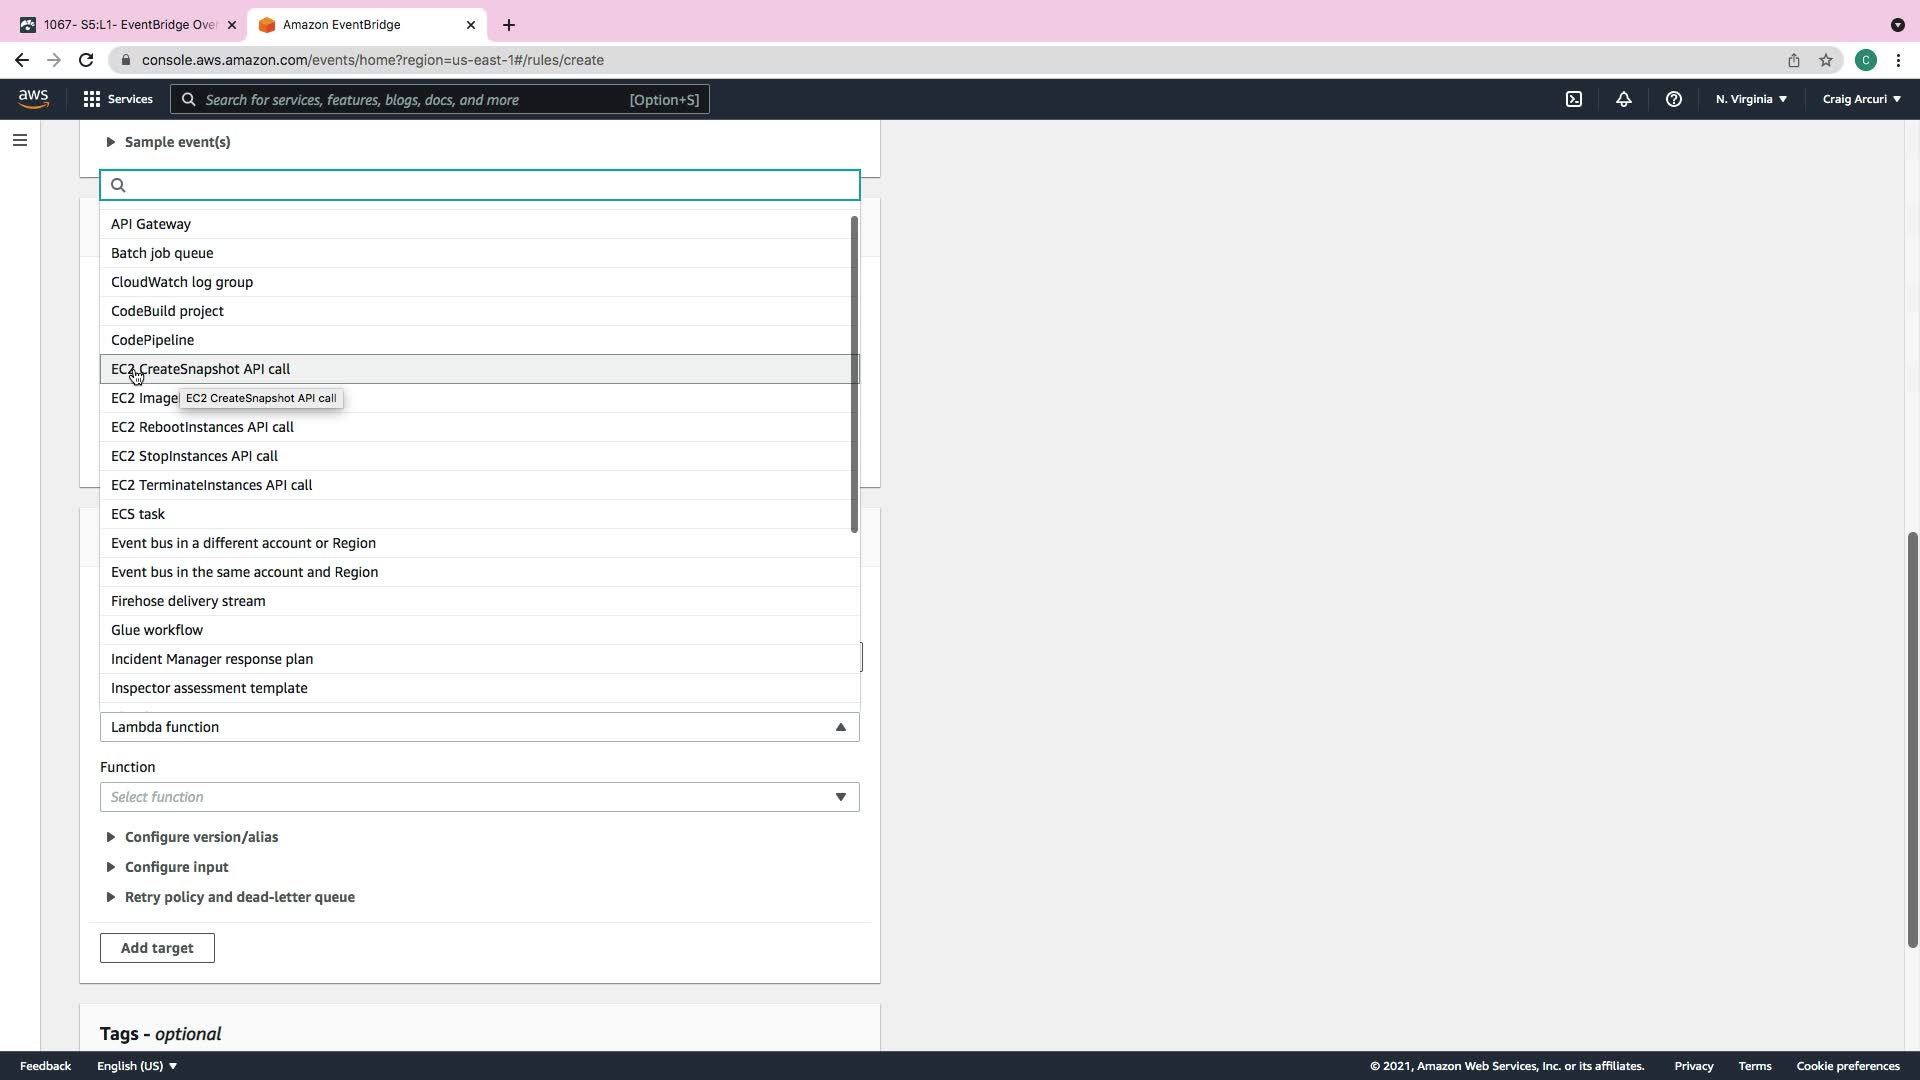 1067- S5:L1- EventBridge Over
Amazon EventBridge
console.aws.amazon.com/events/home?region=us-east-1#/rules/create
C
aws
Services
Search for services, features, blogs, docs, and more
[Option+S]
N. Virginia
Craig Arcuri
Sample event(s)
API Gateway
Batch job queue
CloudWatch log group
CodeBuild project
CodePipeline
EC2 CreateSnapshot API call
EC2 Image
EC2 CreateSnapshot API call
EC2 RebootInstances API call
EC2 StopInstances API call
EC2 TerminateInstances API call
ECS task
Event bus in a different account or Region
Event bus in the same account and Region
Firehose delivery stream
Glue workflow
Incident Manager response plan
Inspector assessment template
Lambda function
Function
Select function
Configure version/alias
Configure input
Retry policy and dead-letter queue
Add target
Tags - optional
Feedback
English (US)
© 2021, Amazon Web Services, Inc. or its affiliates.
Privacy
Terms
Cookie preferences